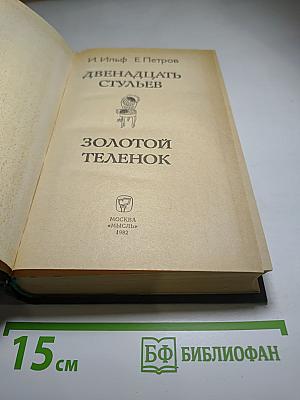 И. Ильф Е. Петров
ДВЕНАДЦАТЬ
СТУЛЬЕВ
ЗОЛОТОЙ
ТЕЛЕНОК
МОСКВА
«МЫСЛЬ»
1982
15 см
БФ БИБЛИОФАН